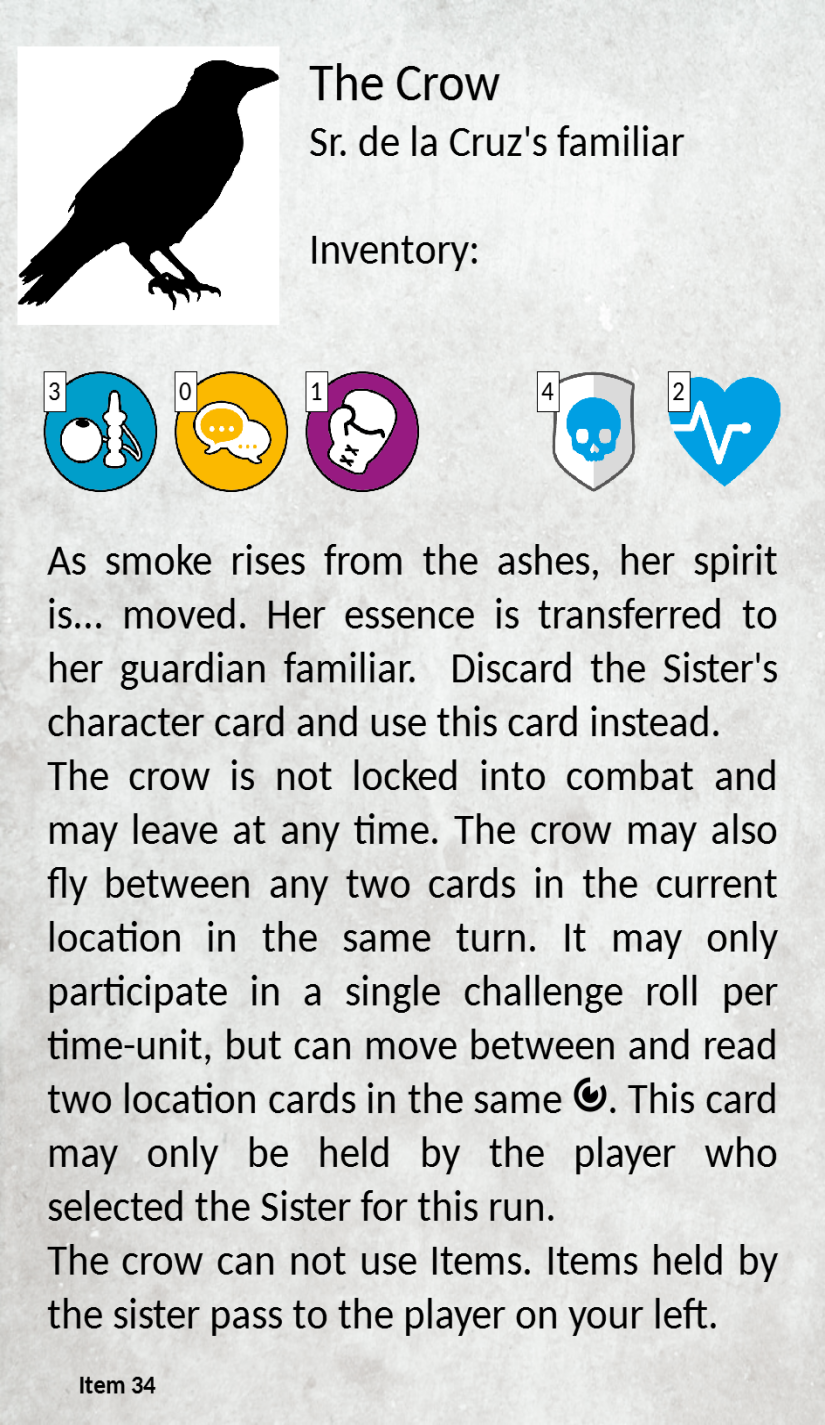 The Crow
Sr. de la Cruz's familiar
Inventory:
3
0
1
4
2
As smoke rises from the ashes, her spirit
is... moved. Her essence is transferred to
her guardian familiar.  Discard the Sister's
character card and use this card instead.
The crow is not locked into combat and
may leave at any time. The crow may also
fly between any two cards in the current
location in the same turn. It may only
participate in a single challenge roll per
time-unit, but can move between and read
two location cards in the same . This card
may only be held by the player who
selected the Sister for this run.
The crow can not use Items. Items held by
the sister pass to the player on your left.
Item 34